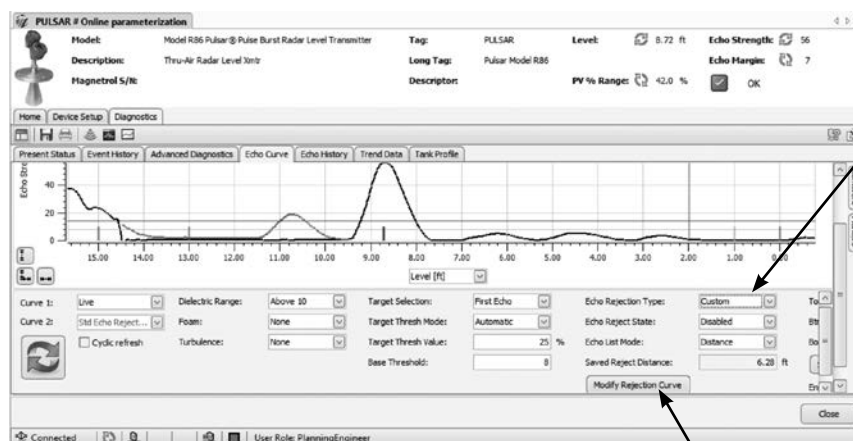 PULSAR # Online parameterization
Model: Model R86 Pulsar® Pulse Burst Radar Level Transmitter Tag: PULSAR Level: 8.72 ft Echo Strength: 56
Description: Thru-Air Radar Level Xmtr Long Tag: Pulsar Model R86 Echo Margin: 7
Magnetrol S/N: Descriptor: PV % Range: 42.0 % OK
Home Device Setup Diagnostics
Present Status Event History Advanced Diagnostics Echo Curve Echo History Trend Data Tank Profile
Echo Stre
40
20
0
15.00 14.00 13.00 12.00 11.00 10.00 9.00 8.00 7.00 6.00 5.00 4.00 3.00 2.00 1.00 0.00
Level [ft]
Curve 1: Live Dielectric Range: Above 10 Target Selection: First Echo Echo Rejection Type: Custom To
Curve 2: Std Echo Reject... Foam: None Target Thresh Mode: Automatic Echo Reject State: Disabled
Cyclic refresh Turbulence: None Target Thresh Value: 25 % Echo List Mode: Distance Bo
Base Threshold: 8 Saved Reject Distance: 6.28 ft
Modify Rejection Curve En
Close
Connected User Role: PlanningEngineer